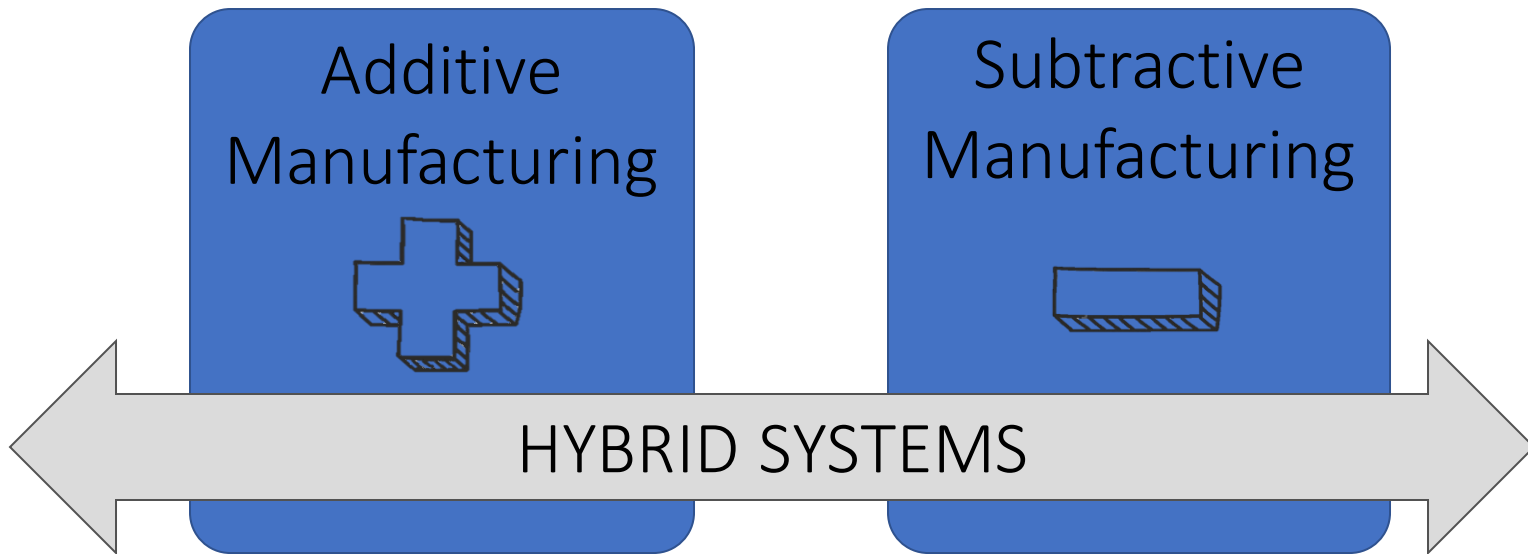 Additive
Manufacturing
Subtractive
Manufacturing
HYBRID SYSTEMS